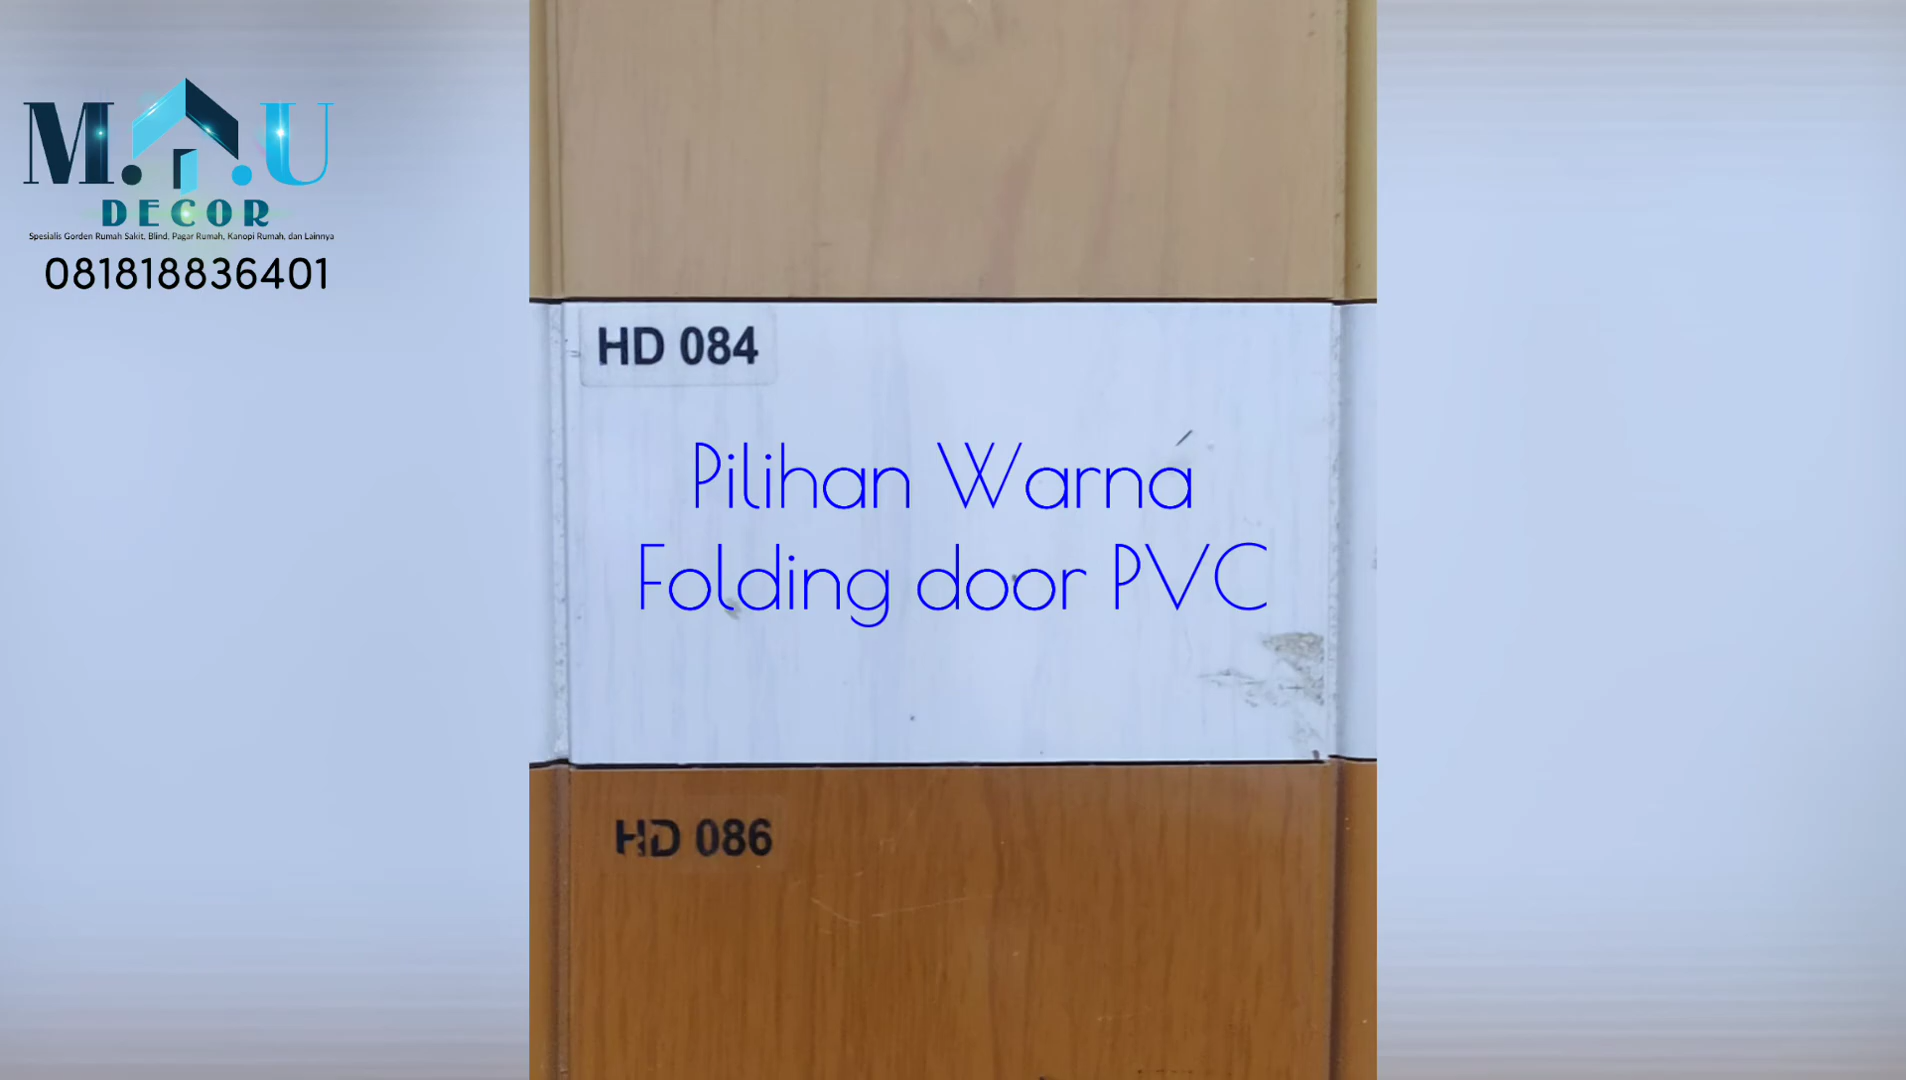 M.A.U
DECOR
Spesialis Gorden Rumah Sakit, Blind, Pagar Rumah, Kanopi Rumah, dan Lainnya
081818836401
HD 084
Pilihan Warna
Folding door PVC
HD 086